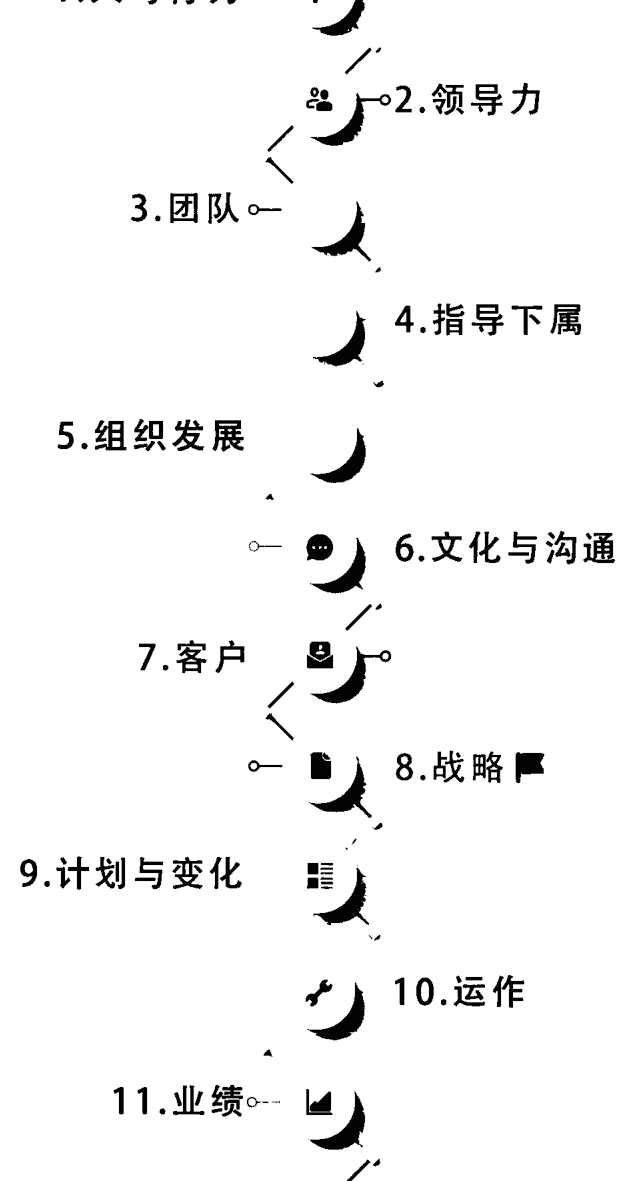 2.领导力
3.团队
4.指导下属
5.组织发展
6.文化与沟通
7.客户
8.战略
9.计划与变化
10.运作
11.业绩